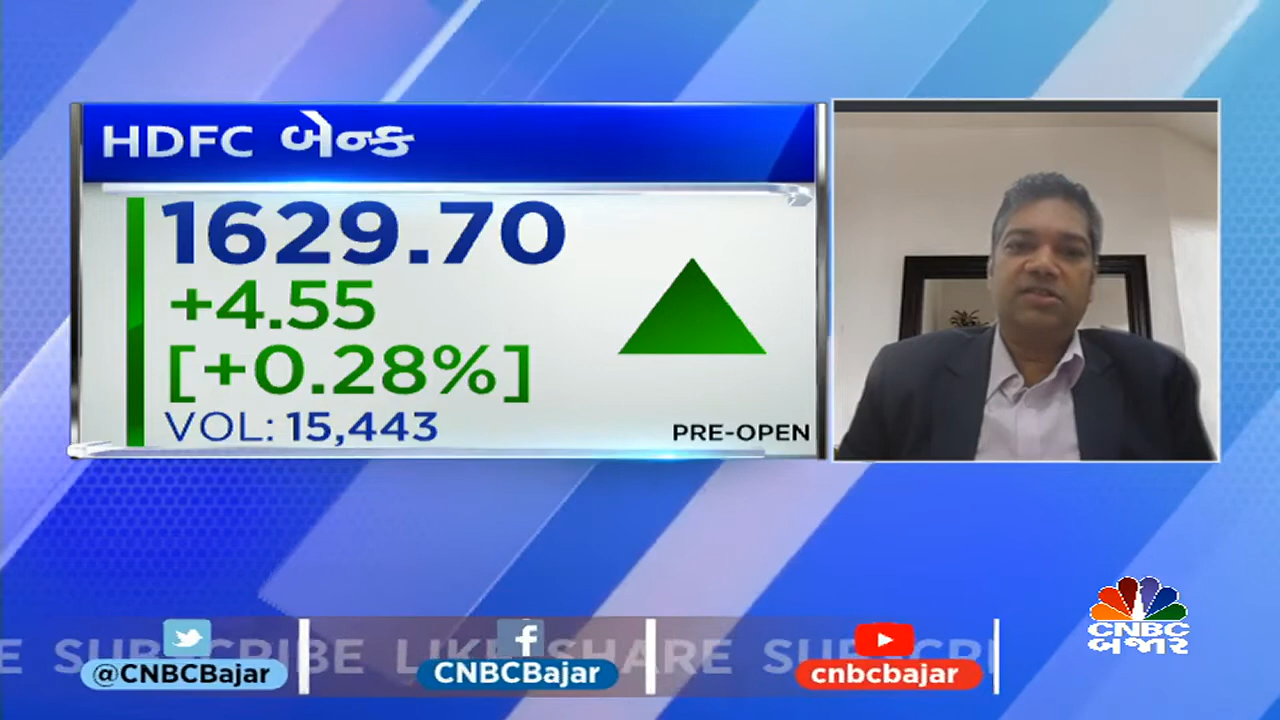 HDFC બેન્ક
1629.70
+4.55
[+0.28%]
VOL: 15,443
PRE-OPEN
CNBC
બજાર
E SUBSCRIBE LIKE SHARE SUBSCRI
@CNBCBajar
CNBCBajar
cnbcbajar